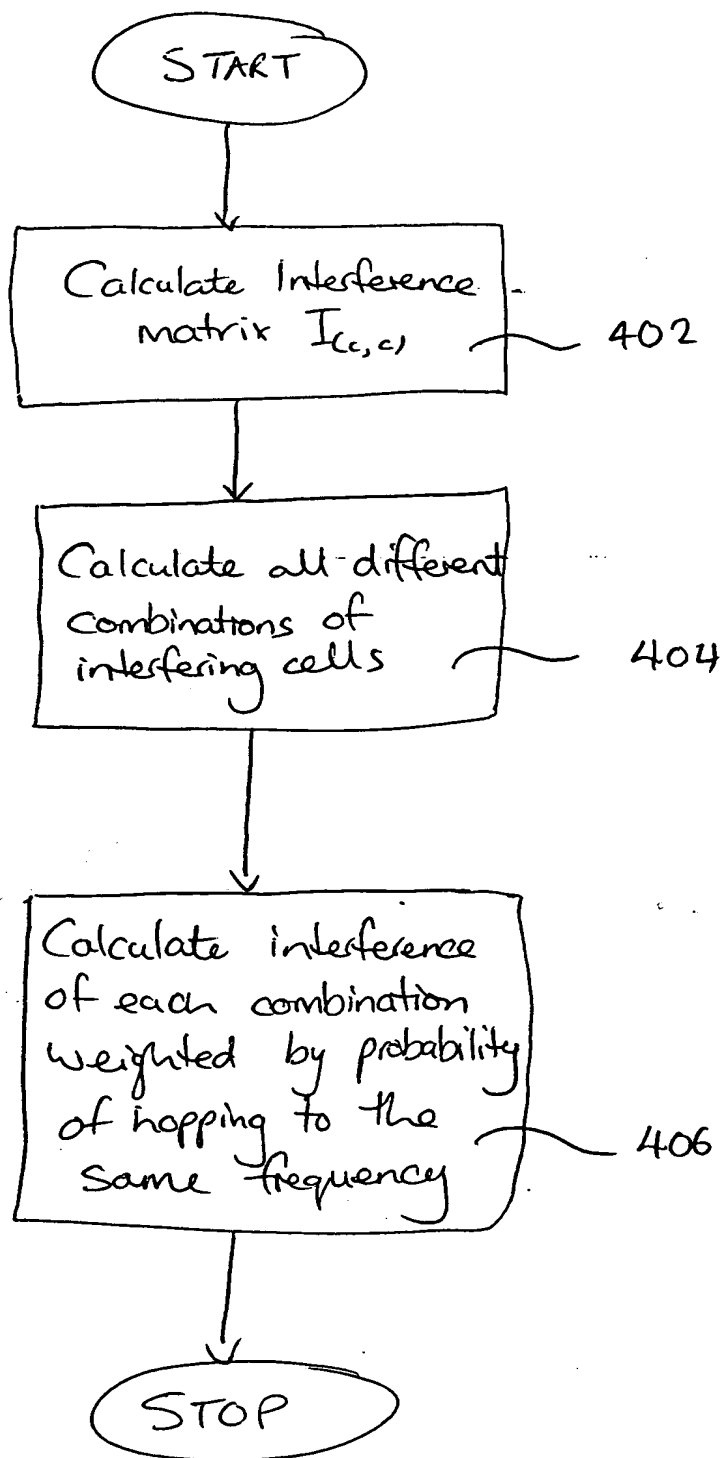 START
Calculate Interference
matrix I(c,c)
402
Calculate all different
combinations of
interfering cells
404
Calculate interference
of each combination
weighted by probability
of hopping to the
same frequency
406
STOP